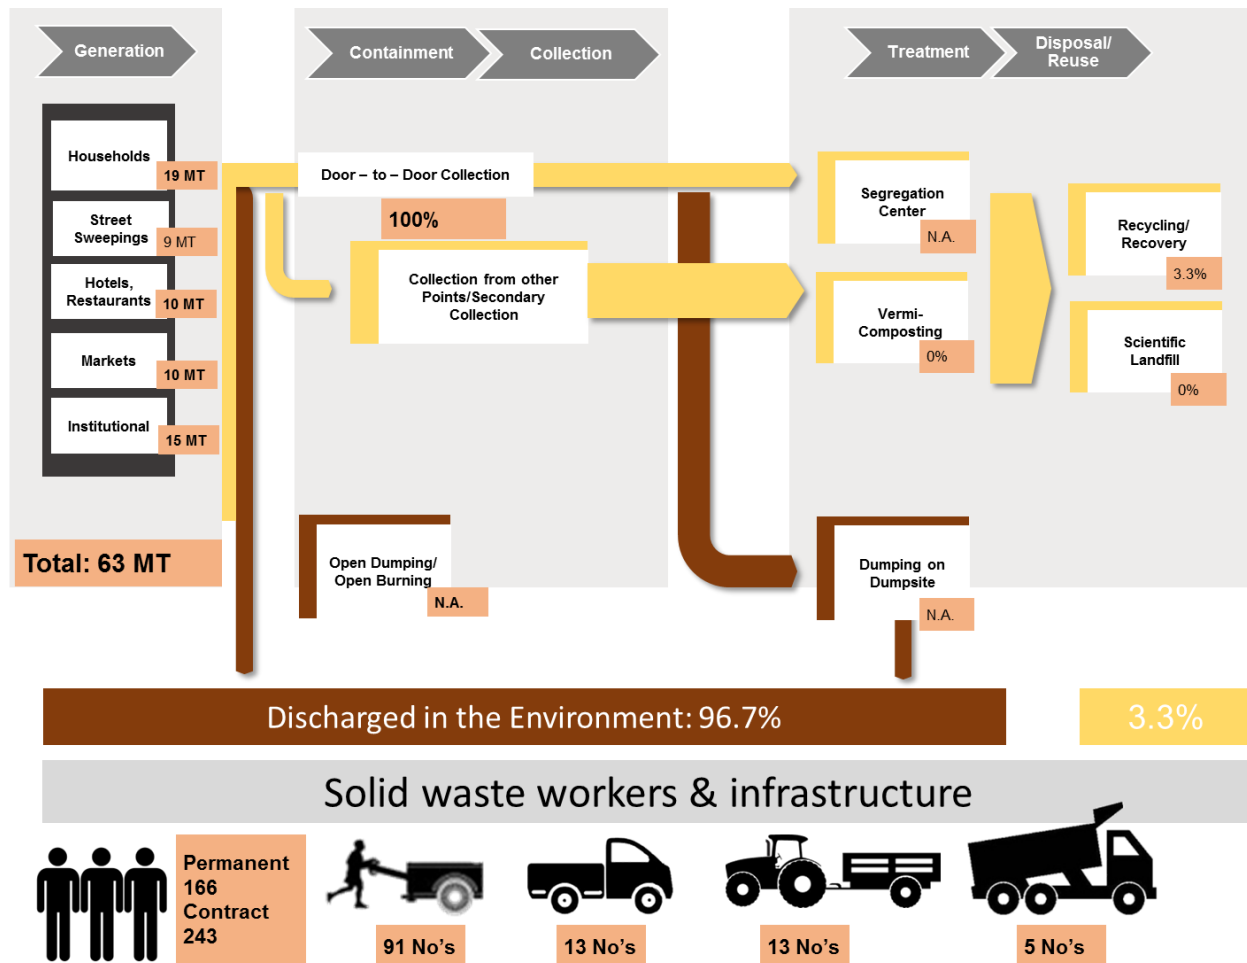 Generation
Containment
Collection
Treatment
Disposal/
Reuse
Households
19 MT
Street
Sweepings
9 MT
Hotels,
Restaurants
10 MT
Markets
10 MT
Institutional
15 MT
Total: 63 MT
Door – to – Door Collection
100%
Collection from other
Points/Secondary
Collection
Open Dumping/
Open Burning
N.A.
Segregation
Center
N.A.
Vermi-
Composting
0%
Dumping on
Dumpsite
N.A.
Recycling/
Recovery
3.3%
Scientific
Landfill
0%
Discharged in the Environment: 96.7%
3.3%
Solid waste workers & infrastructure
Permanent
166
Contract
243
91 No's
13 No's
13 No's
5 No's